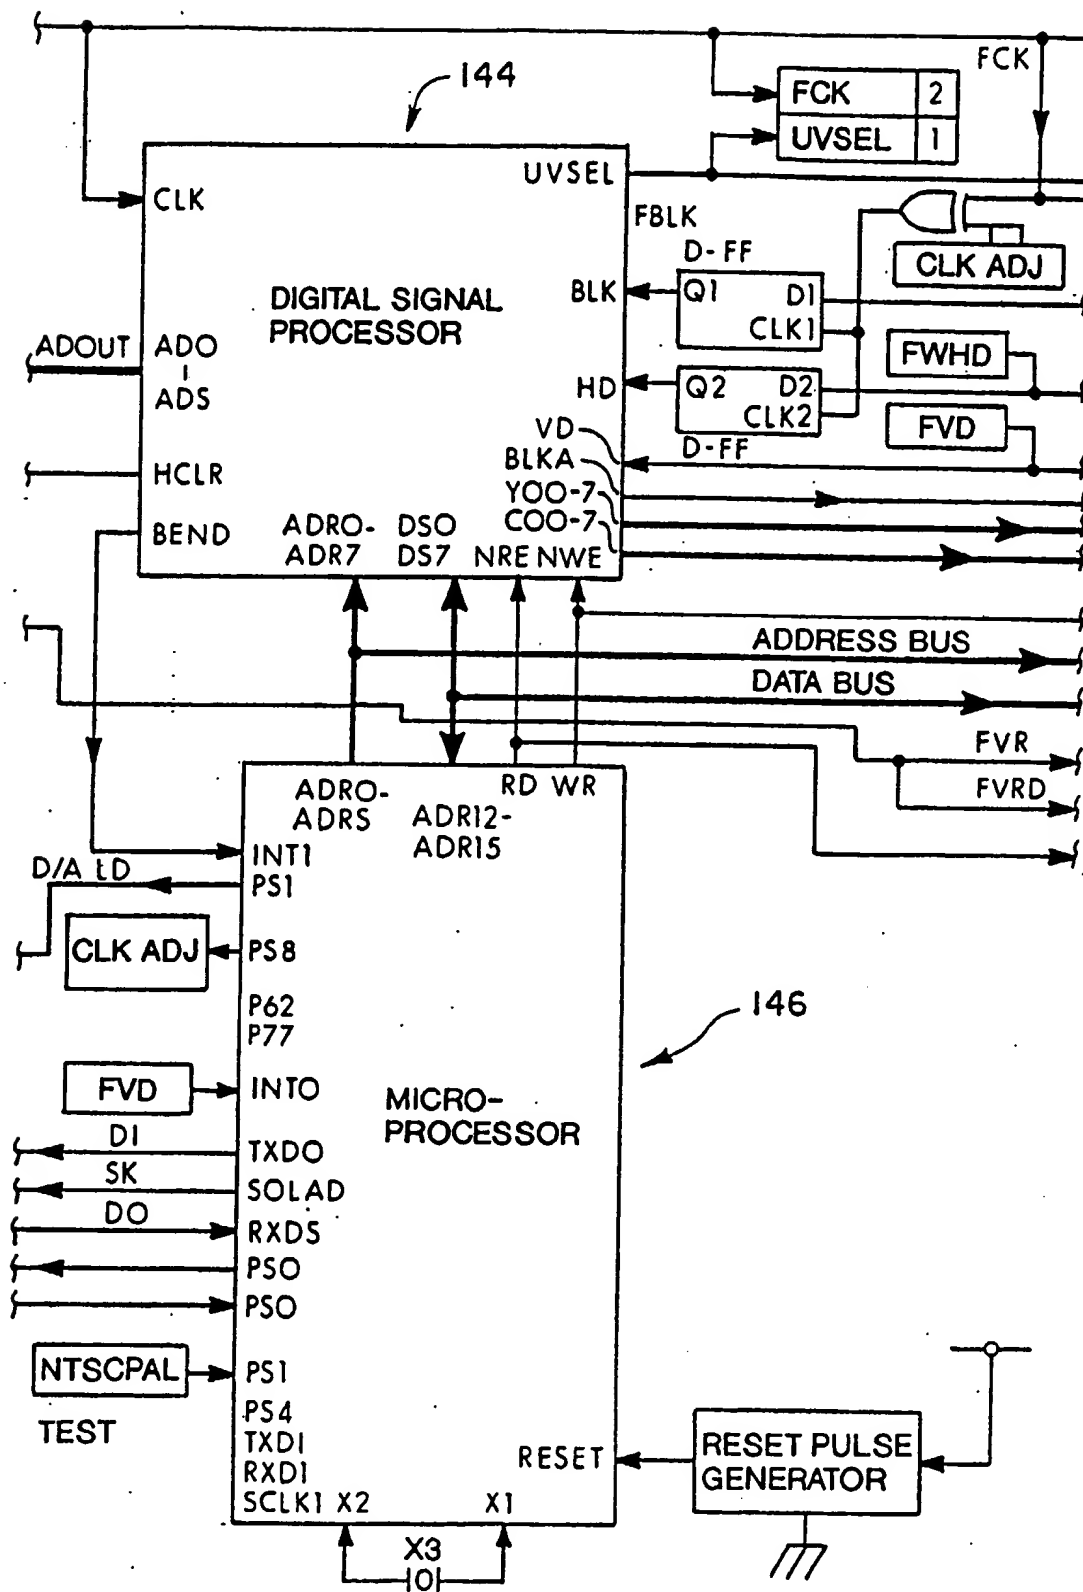 144
FCK
FCK 2
UVSEL 1
UVSEL
CLK
FBLK
CLK ADJ
D-FF
DIGITAL SIGNAL
PROCESSOR
BLK
Q1 D1
CLK1
ADOUT
ADO
ADS
FWHD
HD
Q2 D2
CLK2
FVD
VD
D-FF
BLKA
HCLR
YOO-7
COO-7
BEND
ADRO-
ADR7
DSO
DS7
NRE NWE
ADDRESS BUS
DATA BUS
FVR
FVRD
ADRO-
ADRS
ADR12-
ADR15
RD WR
INT1
D/A LD
PS1
CLK ADJ
PS8
146
P62
P77
FVD
INTO
MICRO-
PROCESSOR
DI
TXDO
SK
SOLAD
DO
RXDS
PSO
PSO
NTSCPAL
PS1
TEST
PS4
TXDI
RXDI
SCLK1 X2 X1
RESET
RESET PULSE
GENERATOR
X3